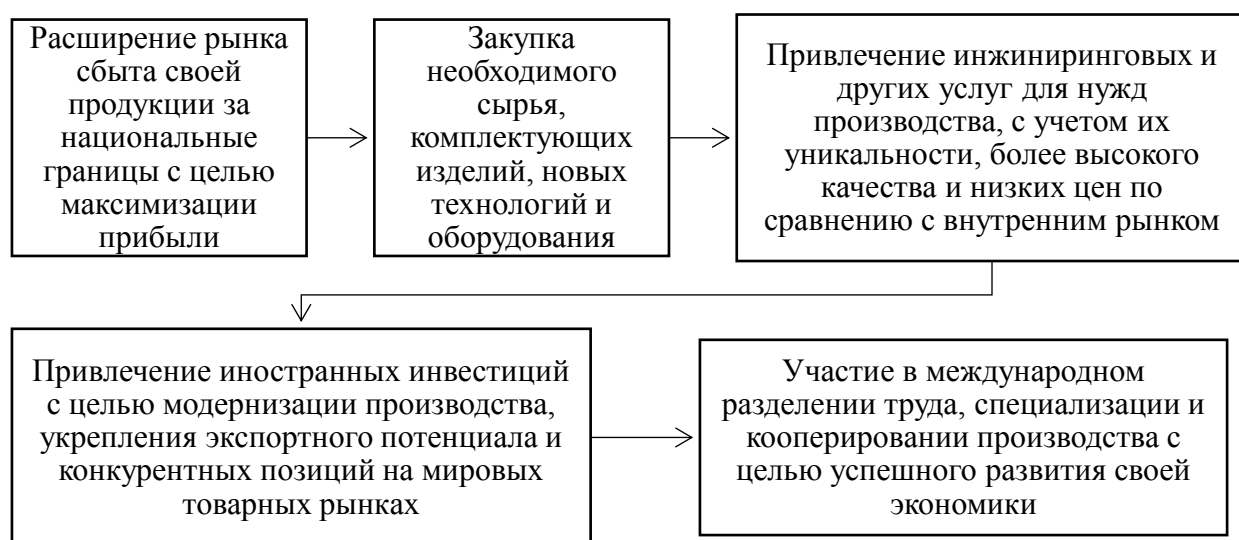 Расширение рынка
сбыта своей
продукции за
национальные
границы с целью
максимизации
прибыли
Закупка
необходимого
сырья,
комплектующих
изделий, новых
технологий и
оборудования
Привлечение инжиниринговых и
других услуг для нужд
производства, с учетом их
уникальности, более высокого
качества и низких цен по
сравнению с внутренним рынком
Привлечение иностранных инвестиций
с целью модернизации производства,
укрепления экспортного потенциала и
конкурентных позиций на мировых
товарных рынках
Участие в международном
разделении труда, специализации и
кооперировании производства с
целью успешного развития своей
экономики